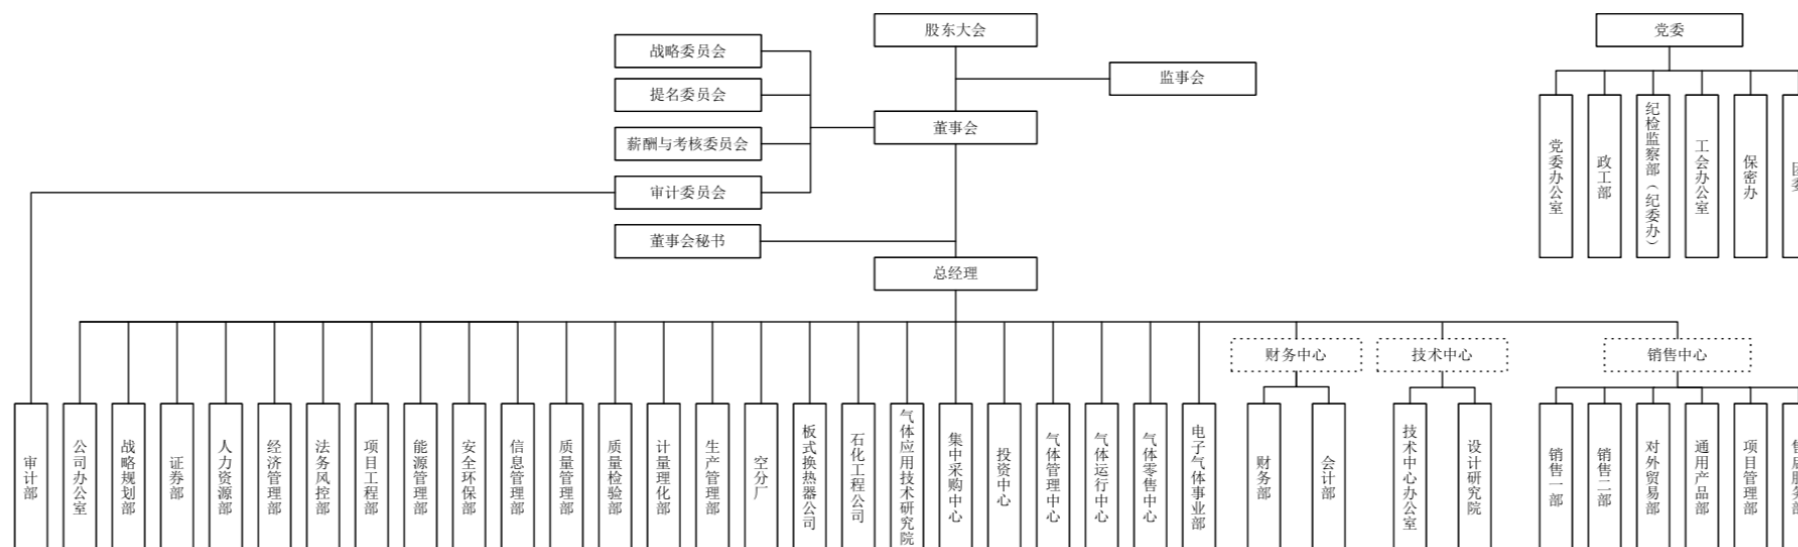 股东大会
党委
战略委员会
监事会
提名委员会
董事会
薪酬与考核委员会
审计委员会
董事会秘书
总经理
党委办公室
政工部
纪检监察部（纪委办）
工会办公室
保密办
财务中心
技术中心
销售中心
审计部
公司办公室
战略规划部
证券部
人力资源部
经济管理部
法务风控部
项目工程部
能源管理部
安全环保部
信息管理部
质量管理部
质量检验部
计量理化部
生产管理部
空分厂
板式换热器公司
石化工程公司
气体应用技术研究院
集中采购中心
投资中心
气体管理中心
气体运行中心
气体零售中心
电子气体事业部
财务部
会计部
技术中心办公室
设计研究院
销售一部
销售二部
对外贸易部
通用产品部
项目管理部